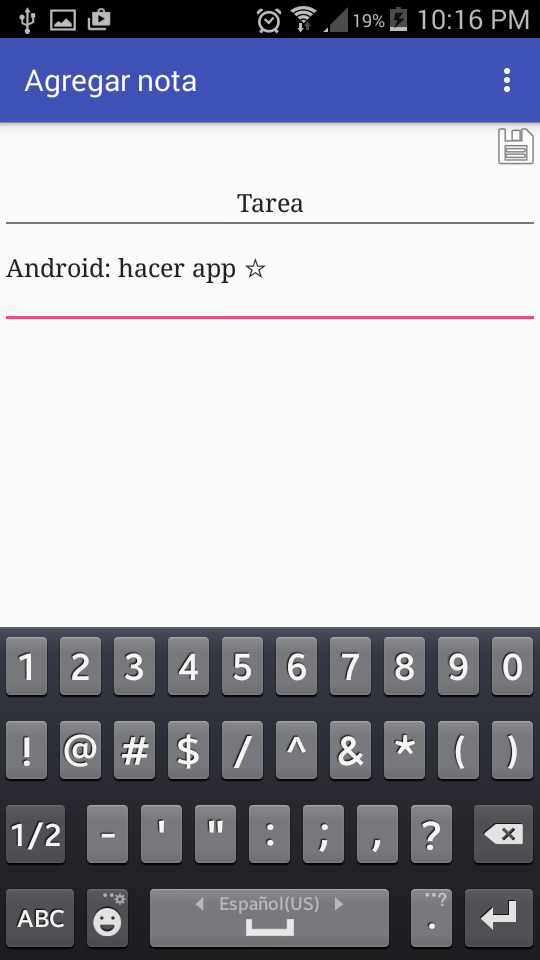 19% 10:16 PM
Agregar nota
Tarea
Android: hacer app ☆
1 2 3 4 5 6 7 8 9 0
! @ # $ / ^ & * ( )
1/2 - ' " : ; , ?
ABC Español(US) . ?